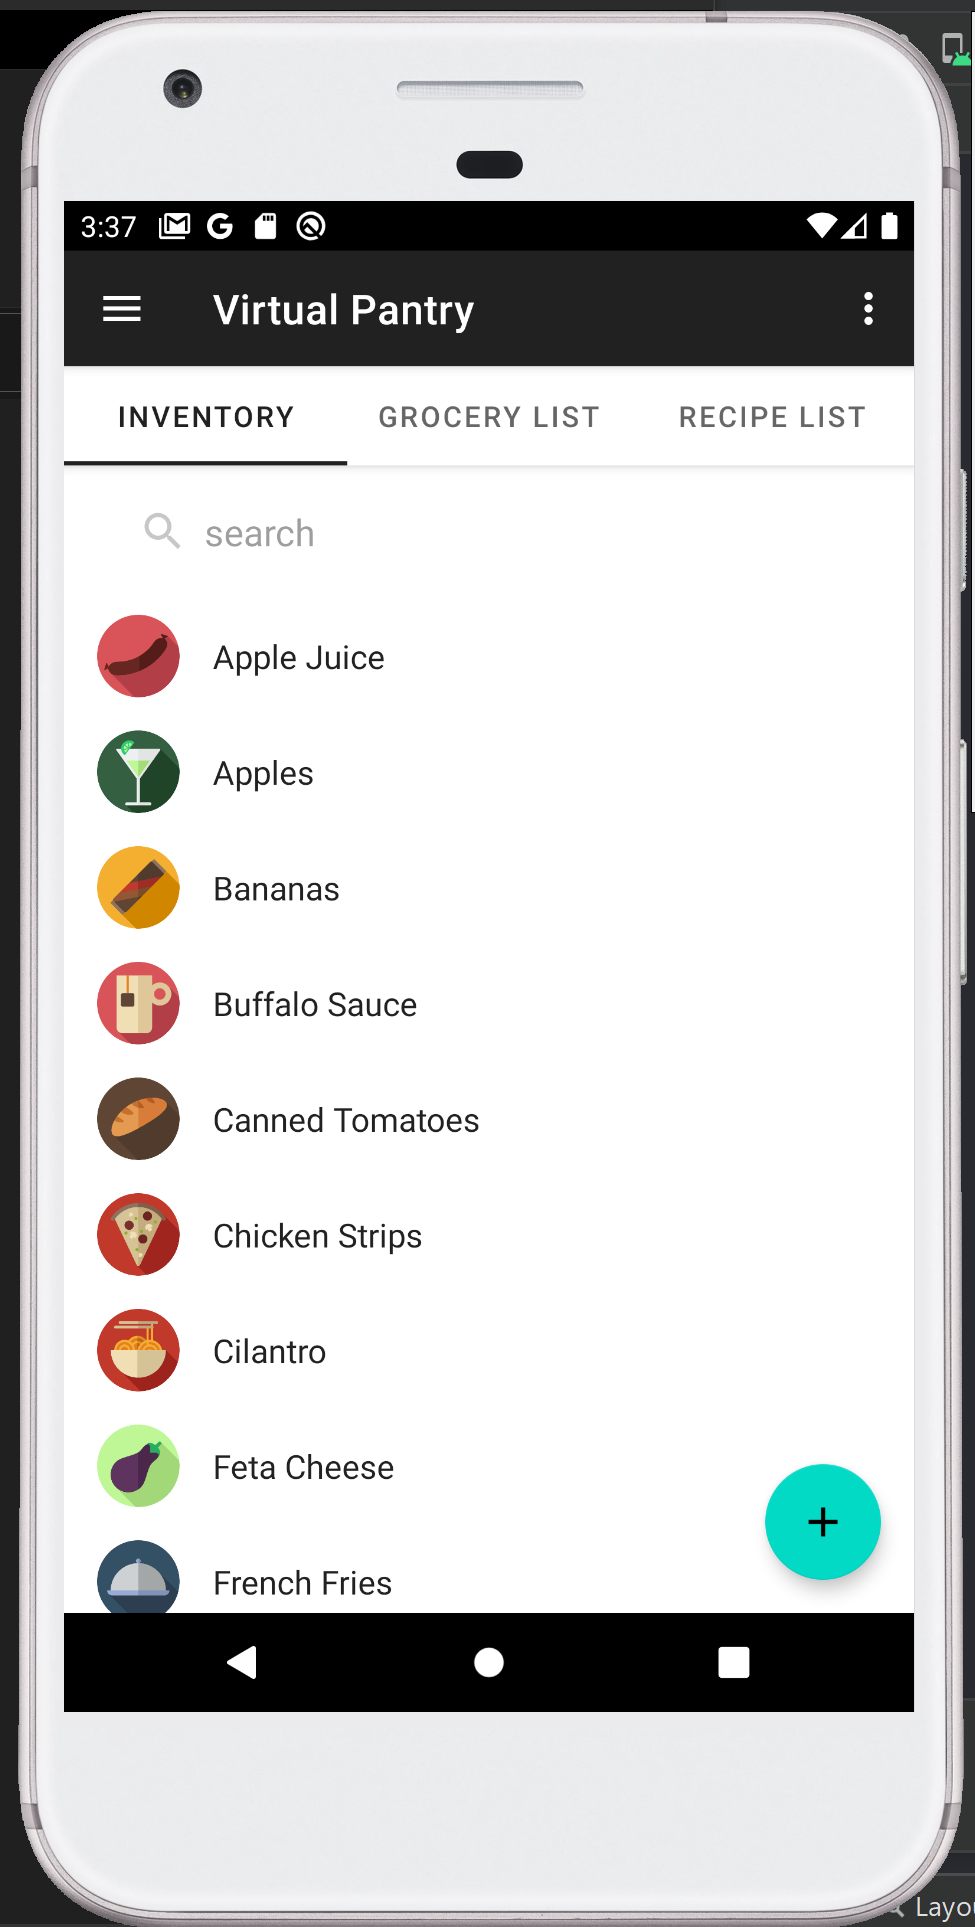 3:37
Virtual Pantry
INVENTORY GROCERY LIST RECIPE LIST
search
Apple Juice
Apples
Bananas
Buffalo Sauce
Canned Tomatoes
Chicken Strips
Cilantro
Feta Cheese
French Fries
Layou